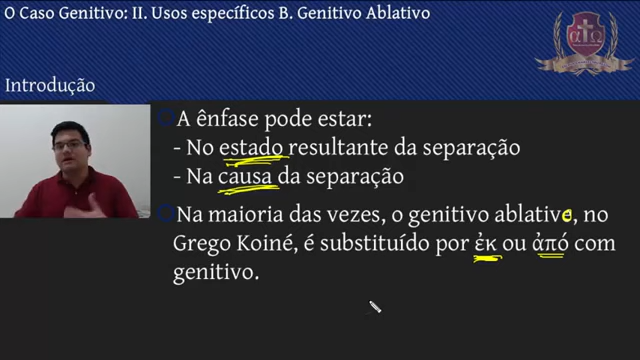 O Caso Genitivo: II. Usos específicos B. Genitivo Ablativo
Introdução
A ênfase pode estar:
- No estado resultante da separação
- Na causa da separação
Na maioria das vezes, o genitivo ablative, no
Grego Koiné, é substituído por ἐκ ou ἀπό com
genitivo.
α Ω